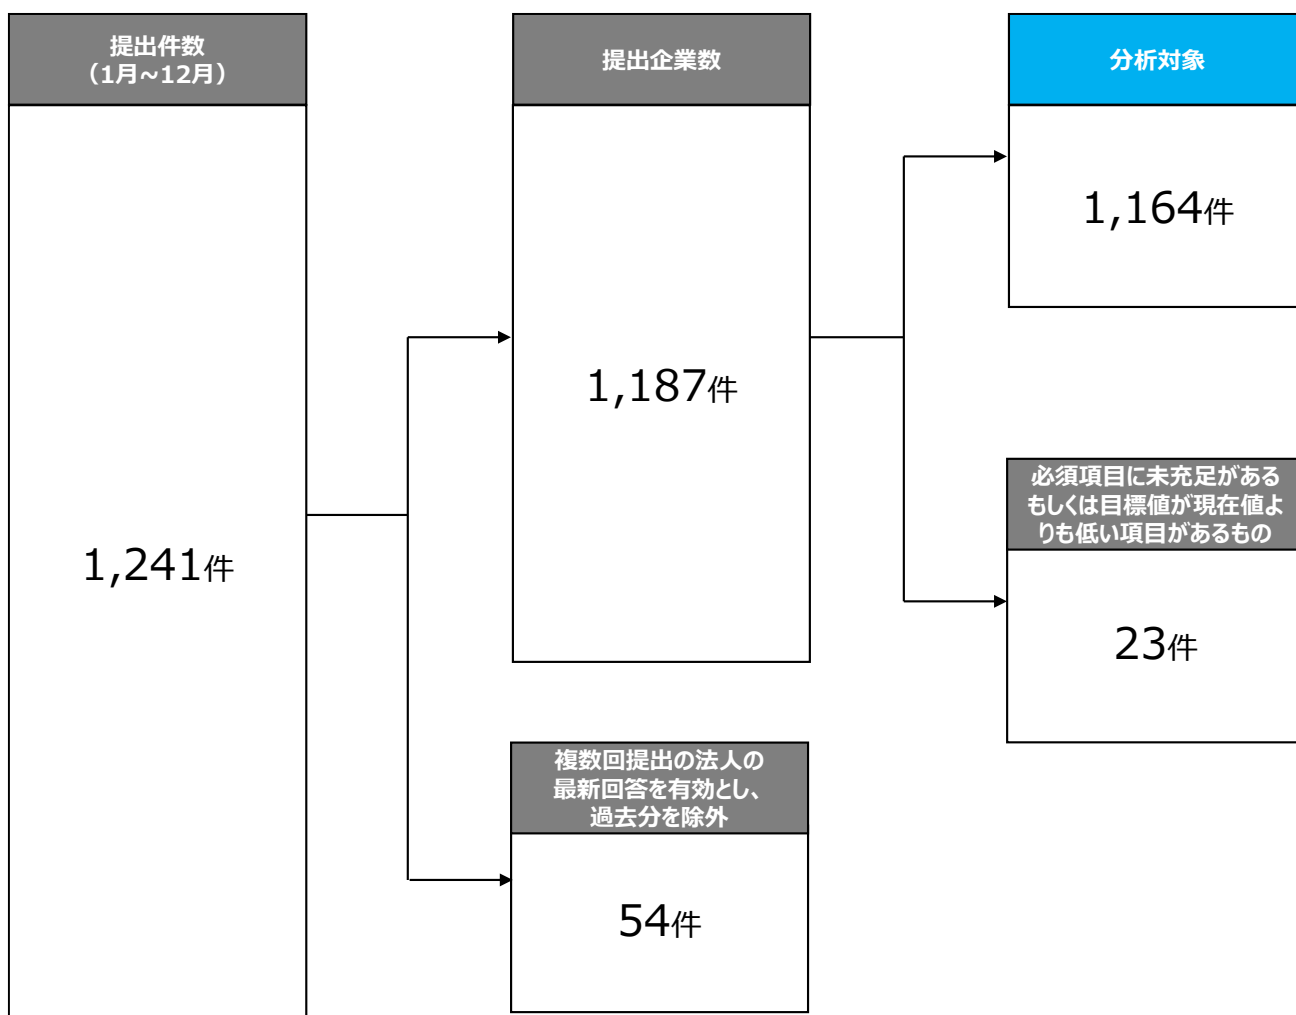 提出件数
（1月～12月）
1,241件
提出企業数
1,187件
複数回提出の法人の
最新回答を有効とし、
過去分を除外
54件
分析対象
1,164件
必須項目に未充足がある
もしくは目標値が現在値よ
りも低い項目があるもの
23件